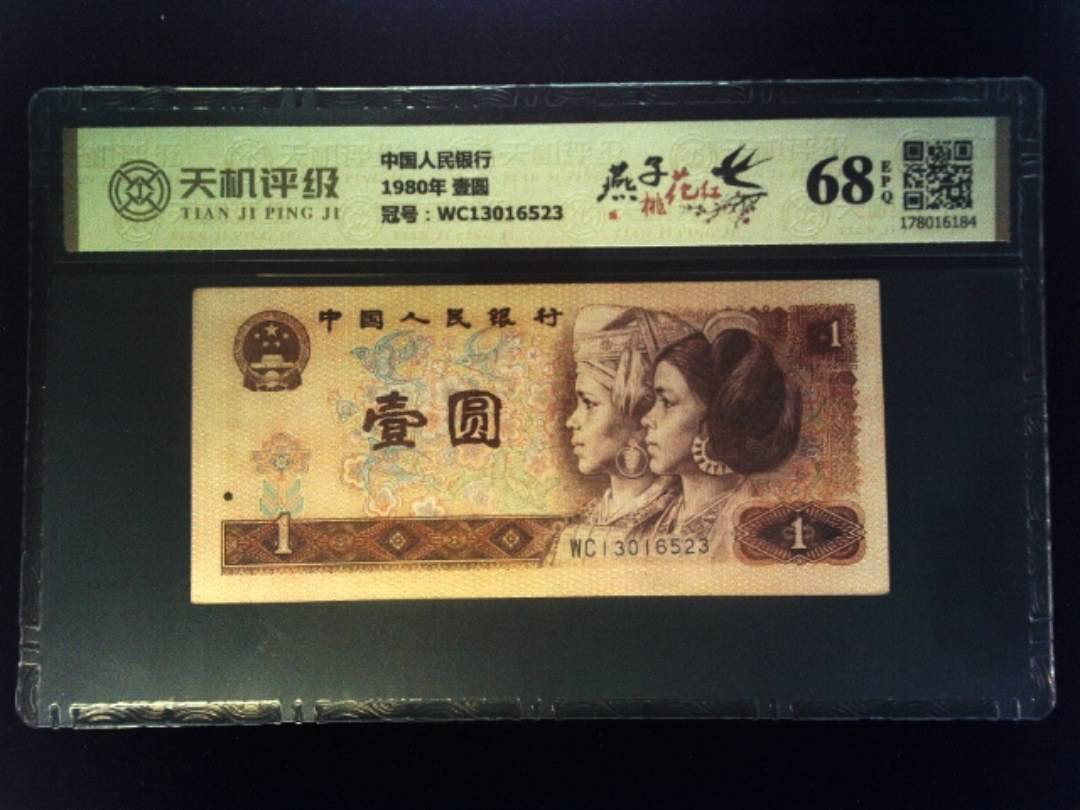 天机评级
TIAN JI PING JI
中国人民银行
1980年 壹圆
冠号：WC13016523
燕子
桃花红
68
EPQ
178016184
中国人民银行
1
壹圆
1
WC13016523
1